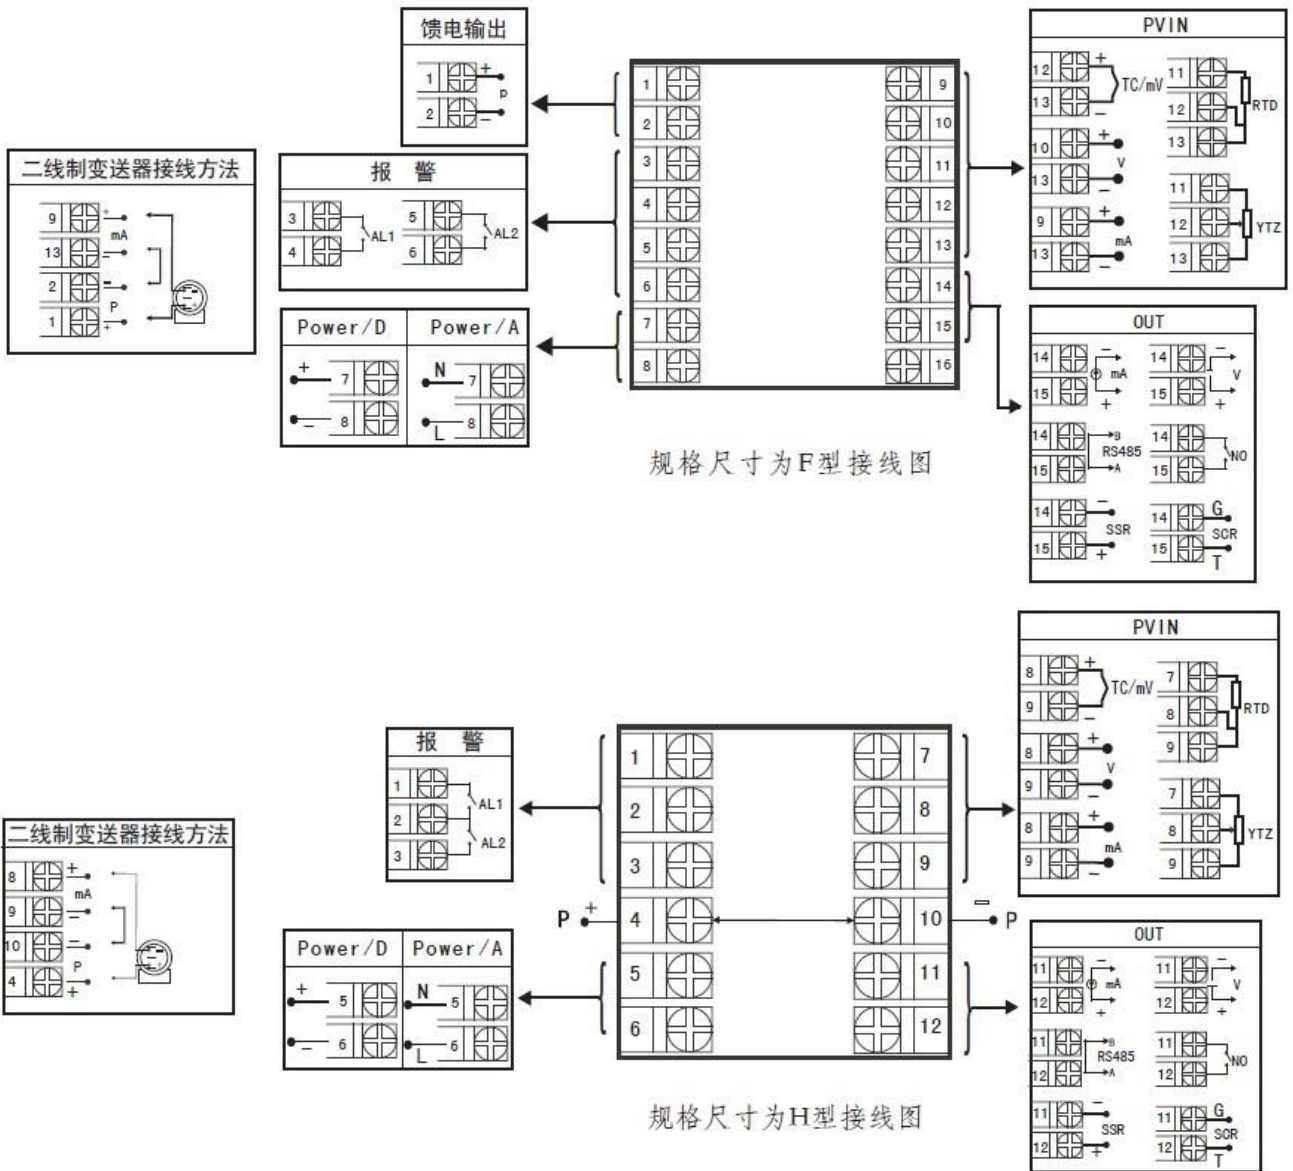 馈电输出
1 +
P
2 −
二线制变送器接线方法
9 +
mA
13 −
2 −
P
1 +
报 警
3 5
AL1 AL2
4 6
Power/D Power/A
+ 7 N 7
− 8 L 8
1 9
2 10
3 11
4 12
5 13
6 14
7 15
8 16
规格尺寸为F型接线图
PVIN
12 + 11
TC/mV RTD
13 − 12
13
10 +
V
13 −
11
9 + 12 YTZ
mA
13 − 13
OUT
14 − 14 −
mA V
15 + 15 +
14 B 14
RS485 NO
15 A 15
14 − 14 G
SSR SCR
15 + 15 T
报 警
1
AL1
2
AL2
3
二线制变送器接线方法
8 +
mA
9 −
10 −
P
4 +
Power/D Power/A
+ 5 N 5
− 6 L 6
1 7
2 8
3 9
P + 4 10 − P
5 11
6 12
规格尺寸为H型接线图
PVIN
8 + 7
TC/mV RTD
9 − 8
9
8 +
V
9 −
7
8 + 8 YTZ
mA
9 − 9
OUT
11 − 11 −
mA V
12 + 12 +
11 B 11
RS485 NO
12 A 12
11 − 11 G
SSR SCR
12 + 12 T